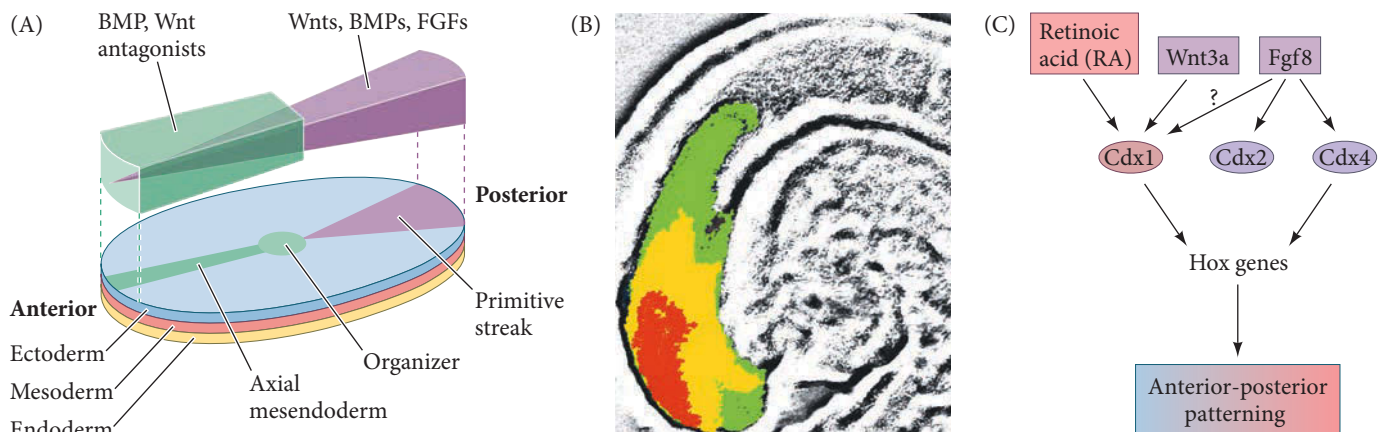 (A)
BMP, Wnt
antagonists
Wnts, BMPs, FGFs
Posterior
Anterior
Ectoderm
Mesoderm
Endoderm
Axial
mesendoderm
Organizer
Primitive
streak
(B)
(C)
Retinoic
acid (RA)
Wnt3a
Fgf8
?
Cdx1
Cdx2
Cdx4
Hox genes
Anterior-posterior
patterning